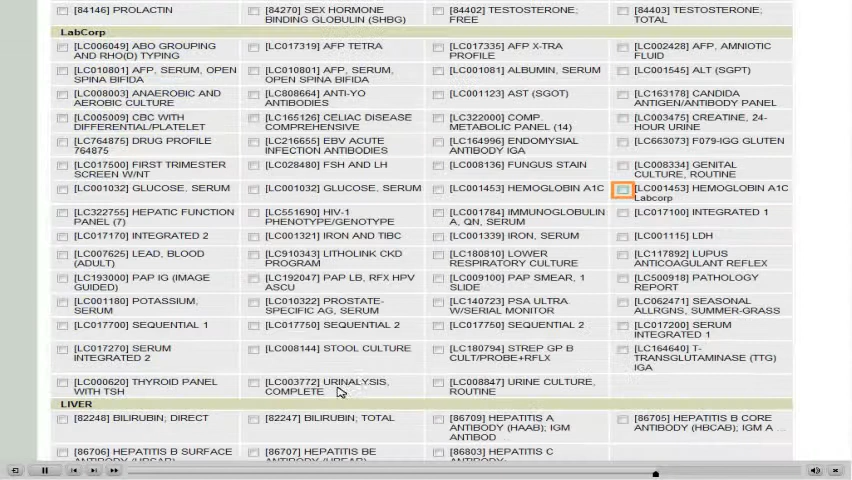 [84146] PROLACTIN
[84270] SEX HORMONE
BINDING GLOBULIN (SHBG)
[84402] TESTOSTERONE;
FREE
[84403] TESTOSTERONE;
TOTAL
LabCorp
[LC006049] ABO GROUPING
AND RHO(D) TYPING
[LC017319] AFP TETRA
[LC017335] AFP X-TRA
PROFILE
[LC002428] AFP, AMNIOTIC
FLUID
[LC010801] AFP, SERUM, OPEN
SPINA BIFIDA
[LC010801] AFP, SERUM,
OPEN SPINA BIFIDA
[LC001081] ALBUMIN, SERUM
[LC001545] ALT (SGPT)
[LC008003] ANAEROBIC AND
AEROBIC CULTURE
[LC808664] ANTI-YO
ANTIBODIES
[LC001123] AST (SGOT)
[LC163178] CANDIDA
ANTIGEN/ANTIBODY PANEL
[LC005009] CBC WITH
DIFFERENTIAL/PLATELET
[LC165126] CELIAC DISEASE
COMPREHENSIVE
[LC322000] COMP.
METABOLIC PANEL (14)
[LC003475] CREATINE, 24-
HOUR URINE
[LC764875] DRUG PROFILE
764875
[LC216655] EBV ACUTE
INFECTION ANTIBODIES
[LC164996] ENDOMYSIAL
ANTIBODY IGA
[LC663073] F079-IGG GLUTEN
[LC017500] FIRST TRIMESTER
SCREEN W/NT
[LC028480] FSH AND LH
[LC008136] FUNGUS STAIN
[LC008334] GENITAL
CULTURE, ROUTINE
[LC001032] GLUCOSE, SERUM
[LC001032] GLUCOSE, SERUM
[LC001453] HEMOGLOBIN A1C
[LC001453] HEMOGLOBIN A1C
Labcorp
[LC322755] HEPATIC FUNCTION
PANEL (7)
[LC551690] HIV-1
PHENOTYPE/GENOTYPE
[LC001784] IMMUNOGLOBULIN
A, QN, SERUM
[LC017100] INTEGRATED 1
[LC017170] INTEGRATED 2
[LC001321] IRON AND TIBC
[LC001339] IRON, SERUM
[LC001115] LDH
[LC007625] LEAD, BLOOD
(ADULT)
[LC910343] LITHOLINK CKD
PROGRAM
[LC180810] LOWER
RESPIRATORY CULTURE
[LC117892] LUPUS
ANTICOAGULANT REFLEX
[LC193000] PAP IG (IMAGE
GUIDED)
[LC192047] PAP LB, RFX HPV
ASCU
[LC009100] PAP SMEAR, 1
SLIDE
[LC500918] PATHOLOGY
REPORT
[LC001180] POTASSIUM,
SERUM
[LC010322] PROSTATE-
SPECIFIC AG, SERUM
[LC140723] PSA ULTRA.
W/SERIAL MONITOR
[LC062471] SEASONAL
ALLRGNS, SUMMER-GRASS
[LC017700] SEQUENTIAL 1
[LC017750] SEQUENTIAL 2
[LC017750] SEQUENTIAL 2
[LC017200] SERUM
INTEGRATED 1
[LC017270] SERUM
INTEGRATED 2
[LC008144] STOOL CULTURE
[LC180794] STREP GP B
CULT/PROBE+RFLX
[LC164640] T-
TRANSGLUTAMINASE (TTG)
IGA
[LC000620] THYROID PANEL
WITH TSH
[LC003772] URINALYSIS,
COMPLETE
[LC008847] URINE CULTURE,
ROUTINE
LIVER
[82248] BILIRUBIN; DIRECT
[82247] BILIRUBIN; TOTAL
[86709] HEPATITIS A
ANTIBODY (HAAB); IGM
ANTIBOD ...
[86705] HEPATITIS B CORE
ANTIBODY (HBCAB); IGM A ...
[86706] HEPATITIS B SURFACE
[86707] HEPATITIS BE
[86803] HEPATITIS C